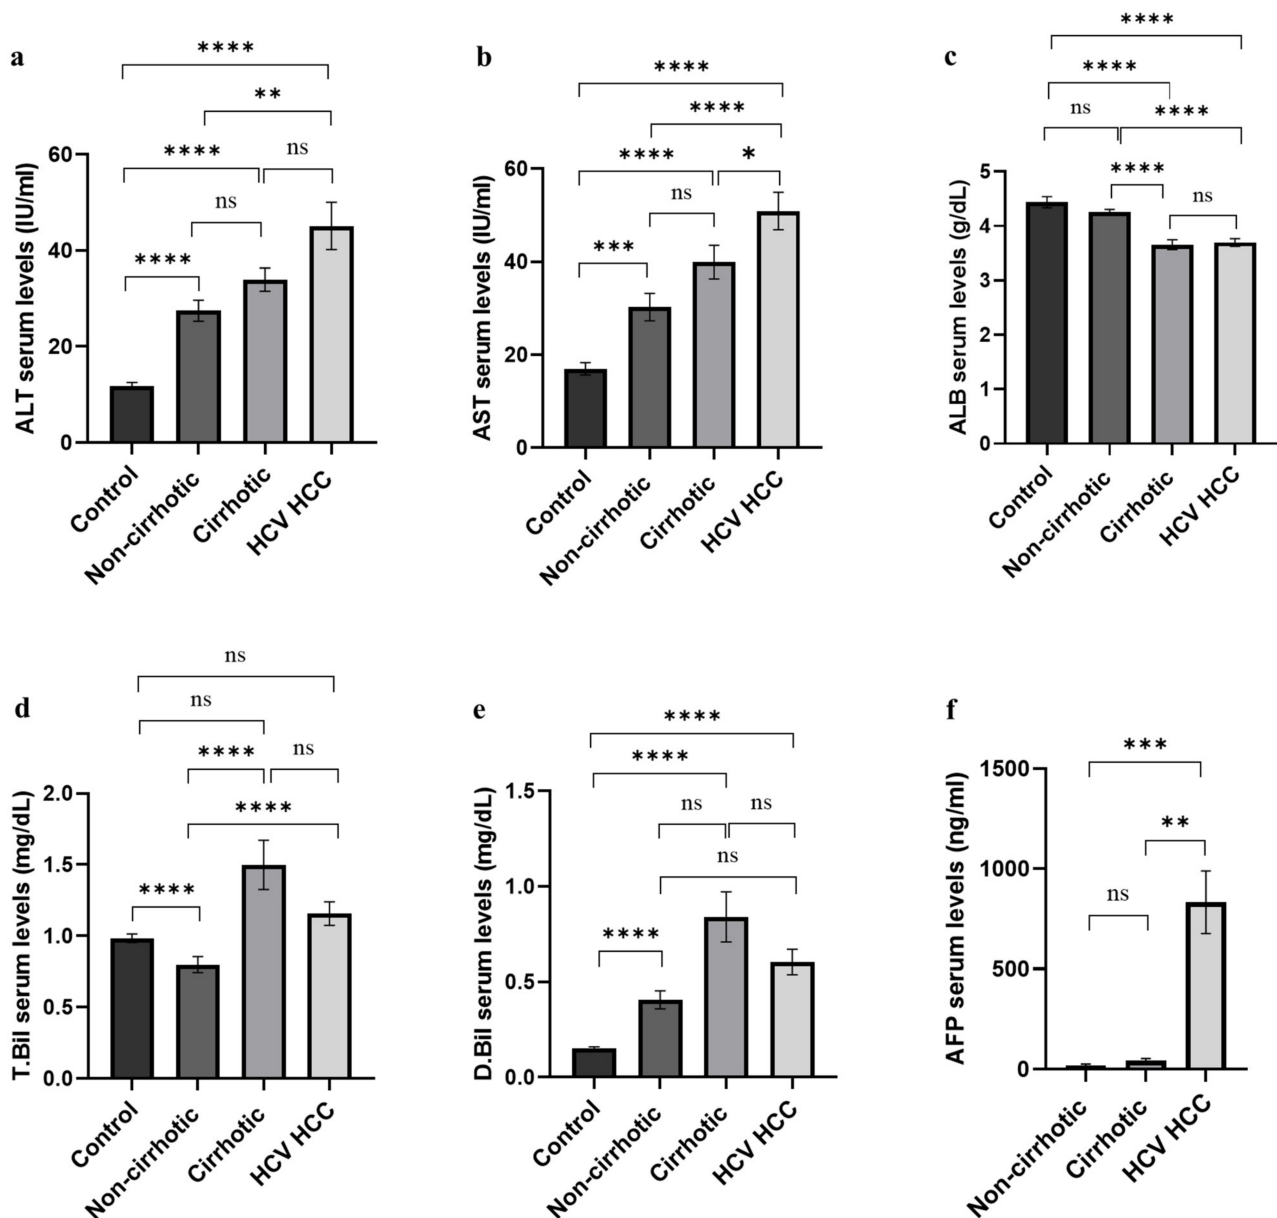 a
****
**
****
ns
ns
****
60
40
20
0
ALT serum levels (IU/ml)
Control
Non-cirrhotic
Cirrhotic
HCV HCC
b
****
****
****
*
ns
***
60
40
20
0
AST serum levels (IU/ml)
Control
Non-cirrhotic
Cirrhotic
HCV HCC
c
****
****
ns
****
****
ns
5
4
3
2
1
0
ALB serum levels (g/dL)
Control
Non-cirrhotic
Cirrhotic
HCV HCC
d
ns
ns
****
ns
****
****
2.0
1.5
1.0
0.5
0.0
T.Bil serum levels (mg/dL)
Control
Non-cirrhotic
Cirrhotic
HCV HCC
e
****
****
ns
ns
ns
****
1.5
1.0
0.5
0.0
D.Bil serum levels (mg/dL)
Control
Non-cirrhotic
Cirrhotic
HCV HCC
f
***
**
ns
1500
1000
500
0
AFP serum levels (ng/ml)
Non-cirrhotic
Cirrhotic
HCV HCC